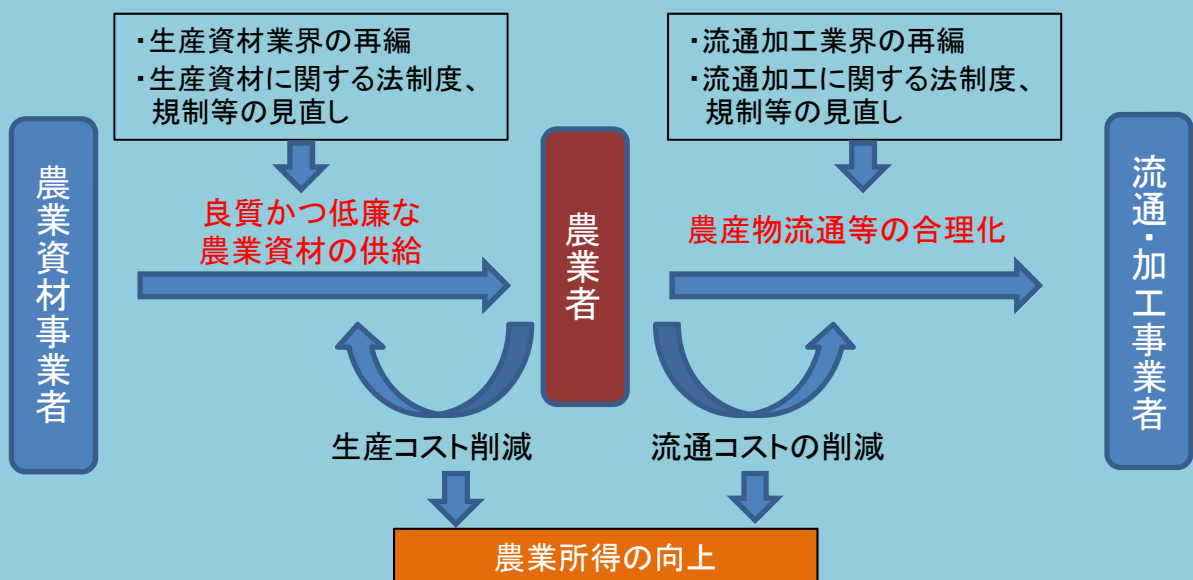 ・生産資材業界の再編
・生産資材に関する法制度、
規制等の見直し
・流通加工業界の再編
・流通加工に関する法制度、
規制等の見直し
農業資材事業者
良質かつ低廉な
農業資材の供給
農業者
農産物流通等の合理化
流通・加工事業者
生産コスト削減
流通コストの削減
農業所得の向上